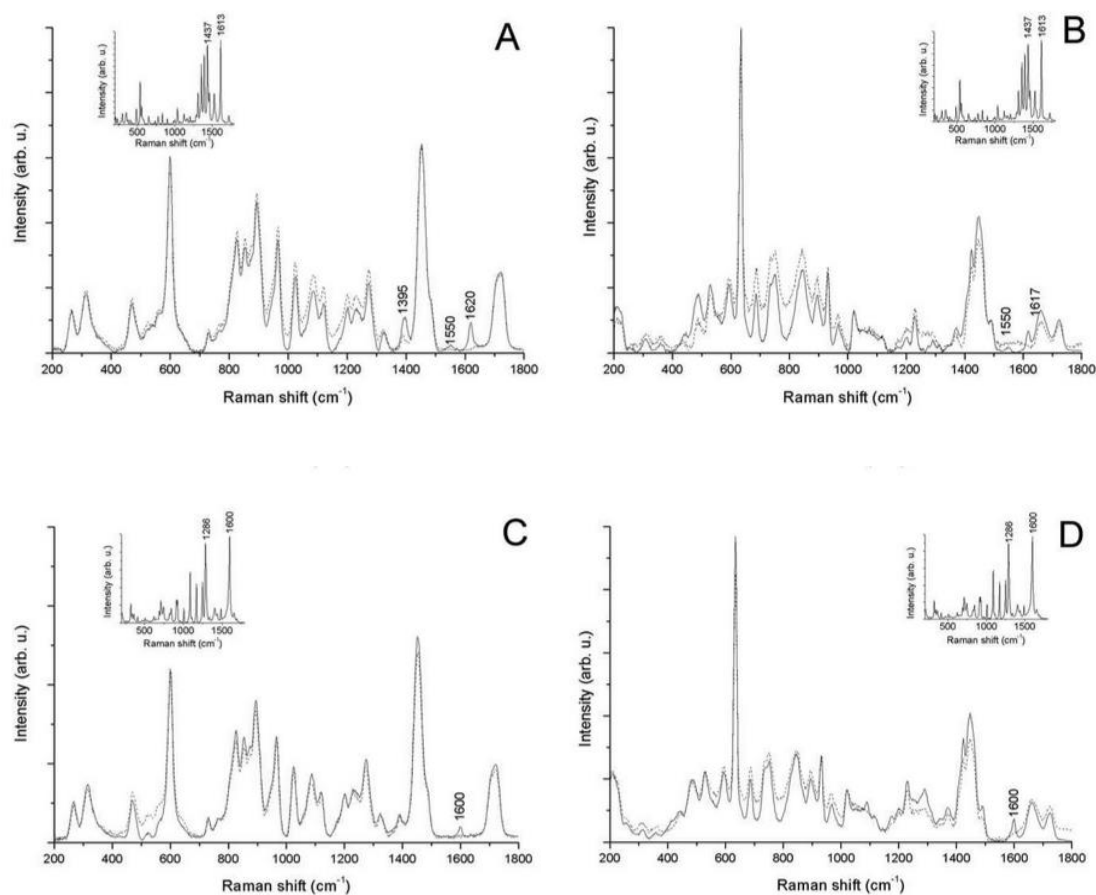 A
1437
1613
Intensity (arb. u.)
500 1000 1500
Raman shift (cm⁻¹)
Intensity (arb. u.)
1395
1550
1620
200 400 600 800 1000 1200 1400 1600 1800
Raman shift (cm⁻¹)
B
1437
1613
Intensity (arb. u.)
500 1000 1500
Raman shift (cm⁻¹)
Intensity (arb. u.)
1550
1617
200 400 600 800 1000 1200 1400 1600 1800
Raman shift (cm⁻¹)
C
1286
1600
Intensity (arb. u.)
500 1000 1500
Raman shift (cm⁻¹)
Intensity (arb. u.)
1600
200 400 600 800 1000 1200 1400 1600 1800
Raman shift (cm⁻¹)
D
1286
1600
Intensity (arb. u.)
500 1000 1500
Raman shift (cm⁻¹)
Intensity (arb. u.)
1600
200 400 600 800 1000 1200 1400 1600 1800
Raman shift (cm⁻¹)